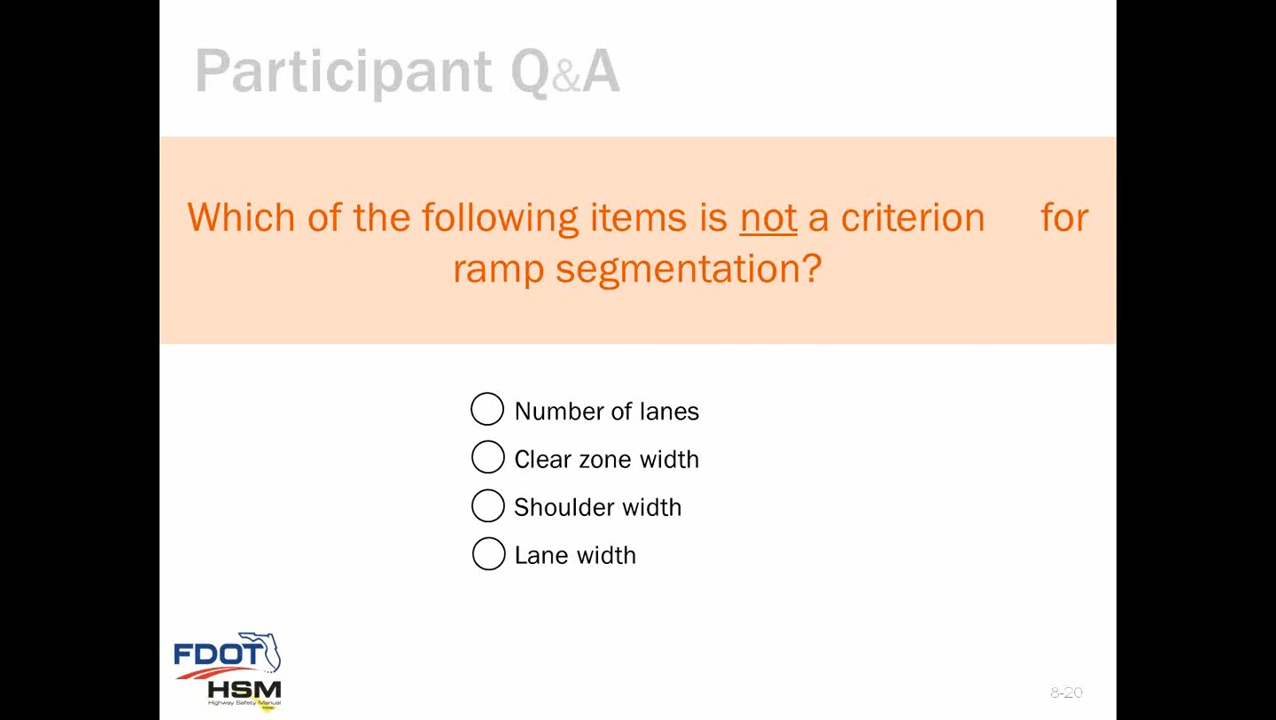 Participant Q&A
Which of the following items is not a criterion for
ramp segmentation?
Number of lanes
Clear zone width
Shoulder width
Lane width
FDOT
HSM
Highway Safety Manual
8-20